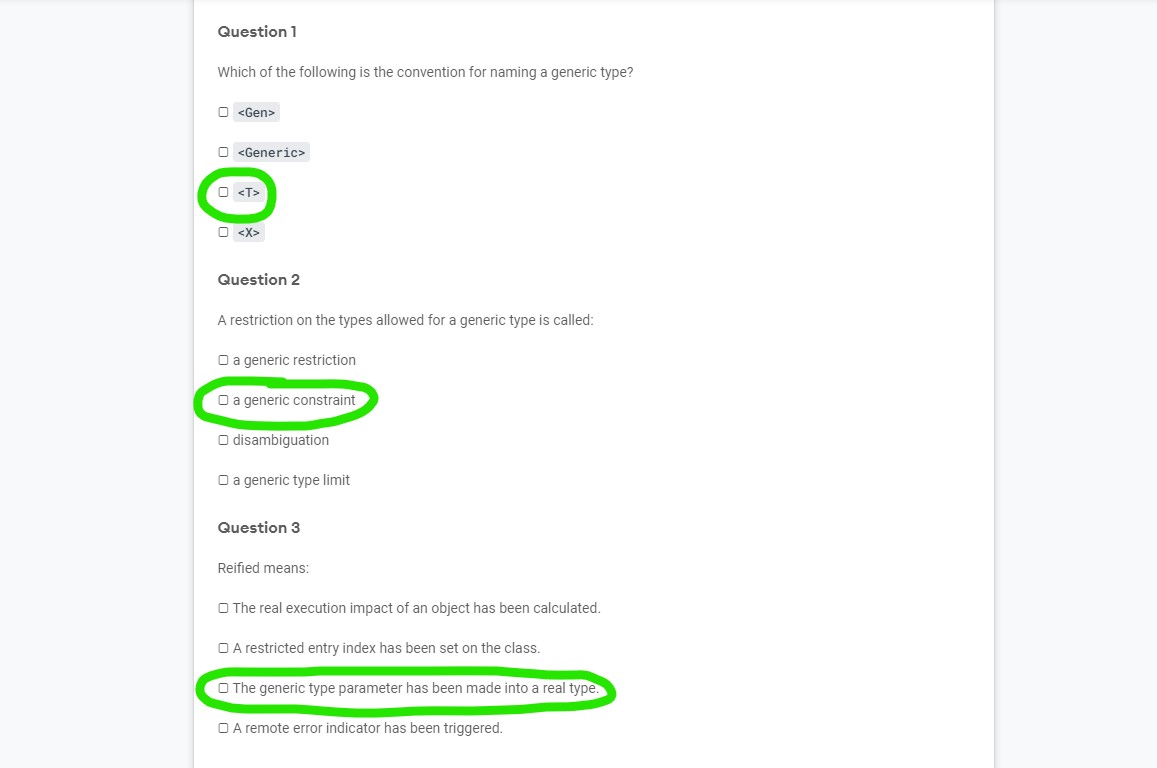 Question 1
Which of the following is the convention for naming a generic type?
<Gen>
<Generic>
<T>
<X>
Question 2
A restriction on the types allowed for a generic type is called:
a generic restriction
a generic constraint
disambiguation
a generic type limit
Question 3
Reified means:
The real execution impact of an object has been calculated.
A restricted entry index has been set on the class.
The generic type parameter has been made into a real type.
A remote error indicator has been triggered.